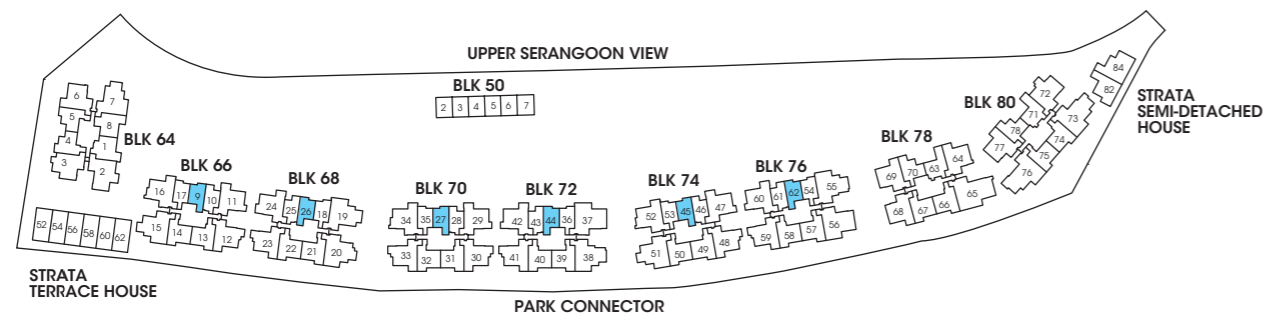 UPPER SERANGOON VIEW
BLK 50
2 3 4 5 6 7
BLK 64
6 7
5 8
4 1
3 2
BLK 66
16 17 9 10 11
15 14 13 12
BLK 68
24 25 26 18 19
23 22 21 20
BLK 70
34 35 27 28 29
33 32 31 30
BLK 72
42 43 44 36 37
41 40 39 38
BLK 74
52 53 45 46 47
51 50 49 48
BLK 76
60 61 62 54 55
59 58 57 56
BLK 78
69 70 63 64
68 67 66 65
BLK 80
72
71 73
78 74
77 75
76
84
82
STRATA
SEMI-DETACHED
HOUSE
52 54 56 58 60 62
STRATA
TERRACE HOUSE
PARK CONNECTOR